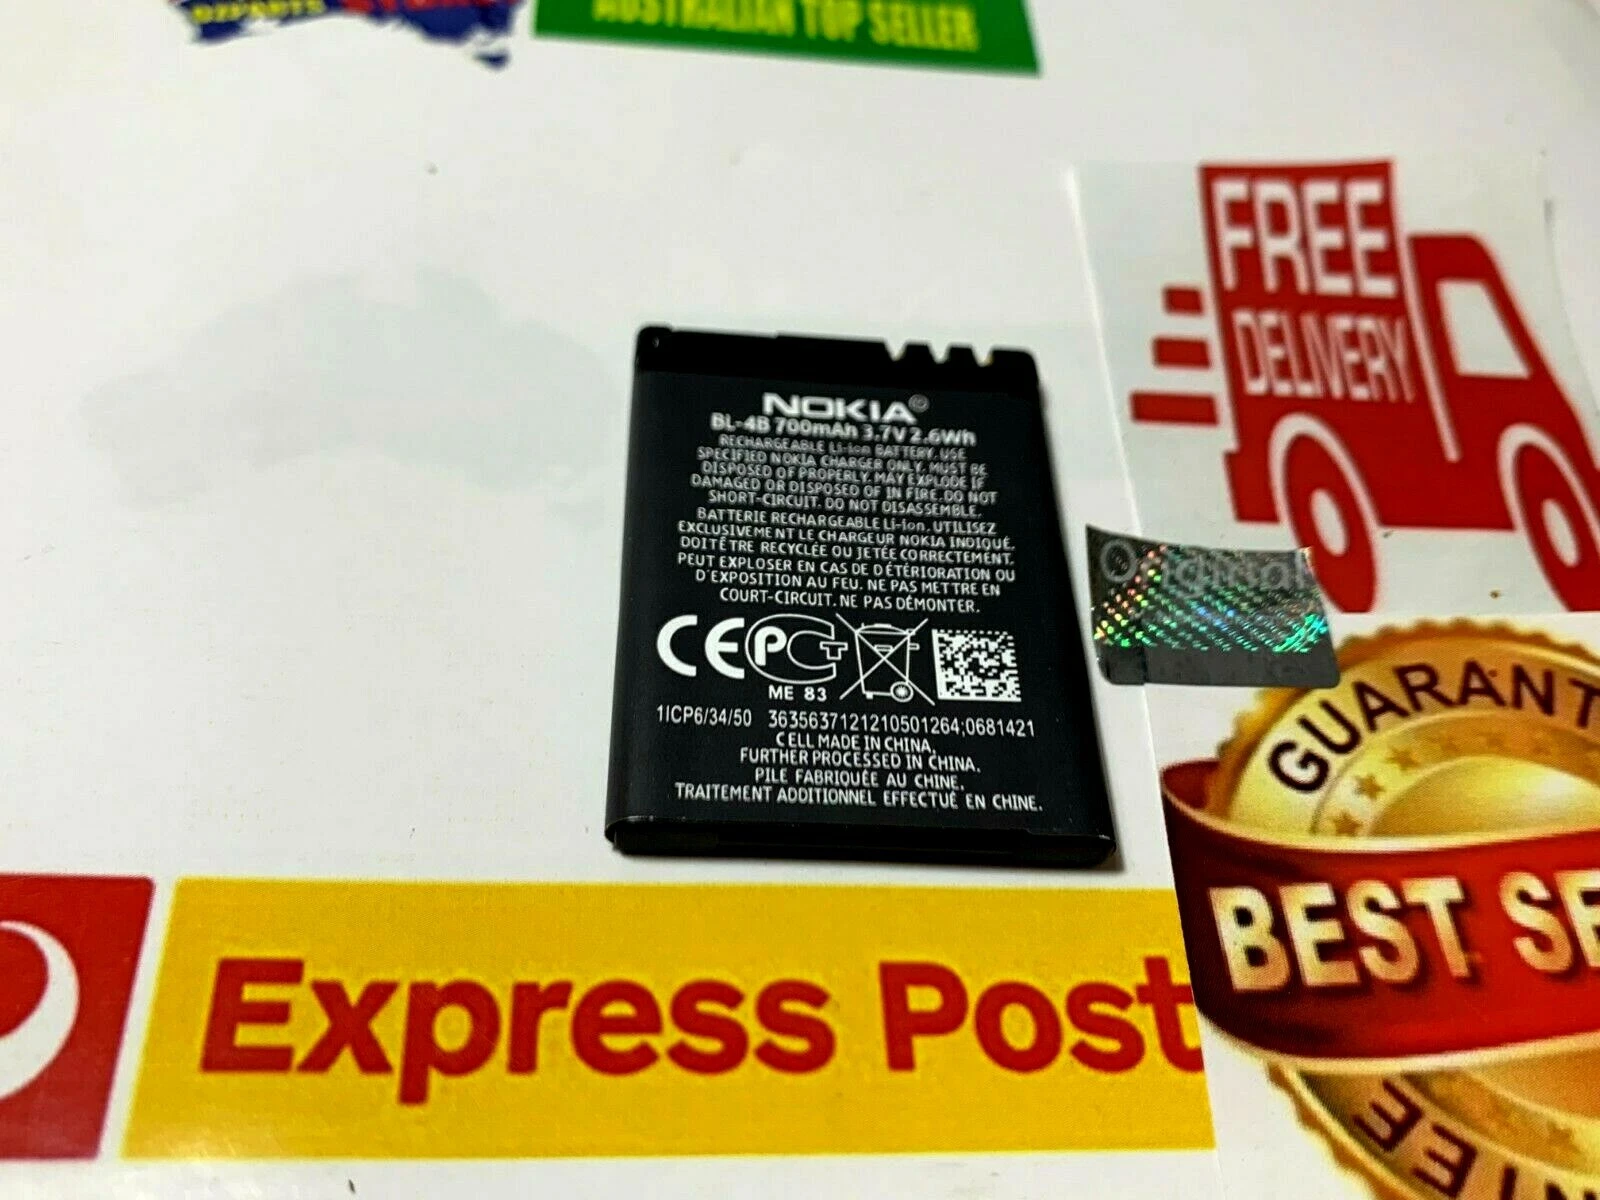 AUSTRALIAN TOP SELLER
FREE
DELIVERY
NOKIA
BL-4B 700mAh 3.7V 2.6Wh
RECHARGEABLE Li-ion BATTERY. USE
SPECIFIED NOKIA CHARGER ONLY. MUST BE
DISPOSED OF PROPERLY. MAY EXPLODE IF
DAMAGED OR DISPOSED OF IN FIRE. DO NOT
SHORT-CIRCUIT. DO NOT DISASSEMBLE.
BATTERIE RECHARGEABLE Li-ion. UTILISEZ
EXCLUSIVEMENT LE CHARGEUR NOKIA INDIQUÉ.
DOIT ÊTRE RECYCLÉE OU JETÉE CORRECTEMENT.
PEUT EXPLOSER EN CAS DE DÉTÉRIORATION OU
D'EXPOSITION AU FEU. NE PAS METTRE EN
COURT-CIRCUIT. NE PAS DÉMONTER.
CE PCT
ME 83
1ICP6/34/50 3635637121210501264;0681421
CELL MADE IN CHINA.
FURTHER PROCESSED IN CHINA.
PILE FABRIQUÉE AU CHINE.
TRAITEMENT ADDITIONNEL EFFECTUÉ EN CHINE.
Original
GUARANT
BEST SE
Express Post